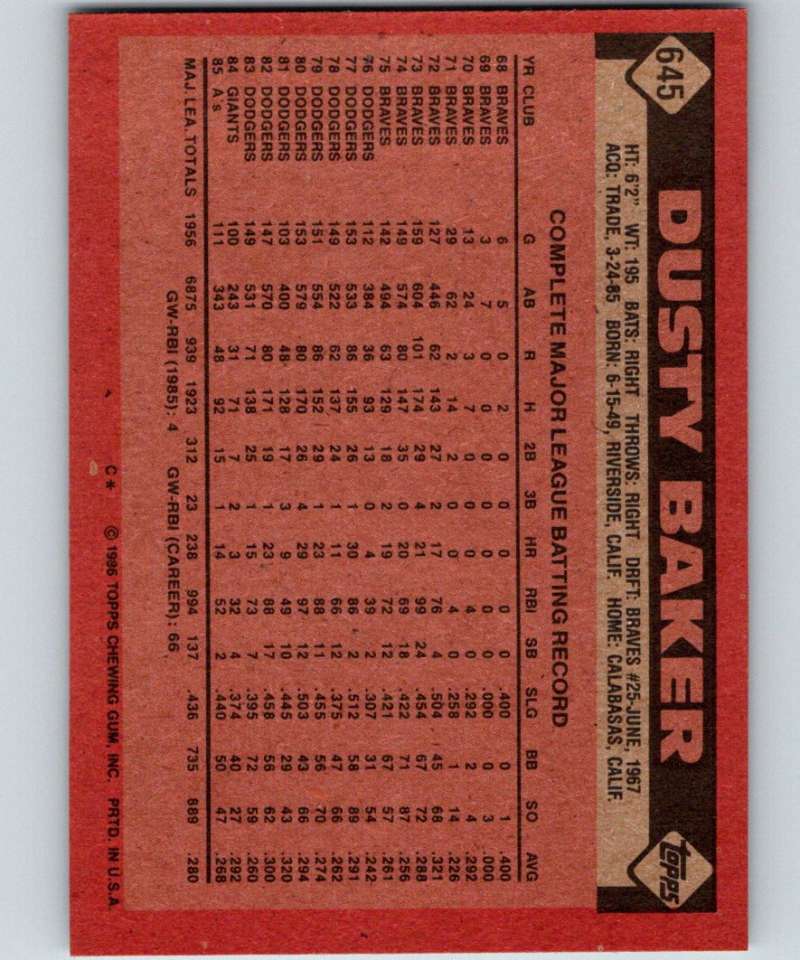 645
DUSTY BAKER
topps
HT: 6'2" WT: 195 BATS: RIGHT THROWS: RIGHT DRFT: BRAVES #25-JUNE, 1967
ACQ: TRADE, 3-24-85 BORN: 6-15-49, RIVERSIDE, CALIF. HOME: CALABASAS, CALIF.
COMPLETE MAJOR LEAGUE BATTING RECORD
YR CLUB G AB R H 2B 3B HR RBI SB SLG BB SO AVG
68 BRAVES 6 5 0 2 0 0 0 0 0 .400 0 1 .400
69 BRAVES 3 7 0 0 0 0 0 0 0 .000 0 3 .000
70 BRAVES 13 24 3 7 0 0 0 4 0 .292 2 4 .292
71 BRAVES 29 62 2 14 2 0 0 4 0 .258 1 14 .226
72 BRAVES 127 446 62 143 27 2 17 76 4 .504 45 68 .321
73 BRAVES 159 604 101 174 29 4 21 99 24 .454 67 72 .288
74 BRAVES 149 574 80 147 35 0 20 69 18 .422 71 87 .256
75 BRAVES 142 494 63 129 18 2 19 72 12 .421 67 57 .261
76 DODGERS 112 384 36 93 13 0 4 39 2 .307 31 54 .242
77 DODGERS 153 533 86 155 26 1 30 86 2 .512 58 89 .291
78 DODGERS 149 522 62 137 24 1 11 66 12 .375 47 66 .262
79 DODGERS 151 554 86 152 29 1 23 88 11 .455 56 70 .274
80 DODGERS 153 579 80 170 26 4 29 97 12 .503 43 66 .294
81 DODGERS 103 400 48 128 17 3 9 49 10 .445 29 43 .320
82 DODGERS 147 570 80 171 19 1 23 88 17 .458 56 62 .300
83 DODGERS 149 531 71 138 25 1 15 73 7 .395 72 59 .260
84 GIANTS 100 243 31 71 7 2 3 32 4 .374 40 27 .292
85 A's 111 343 48 92 15 1 14 52 2 .440 50 47 .268
MAJ. LEA. TOTALS 1956 6875 939 1923 312 23 238 994 137 .436 735 889 .280
GW-RBI (1985): 4 GW-RBI (CAREER): 66
C* © 1986 TOPPS CHEWING GUM, INC. PRTD. IN U.S.A.